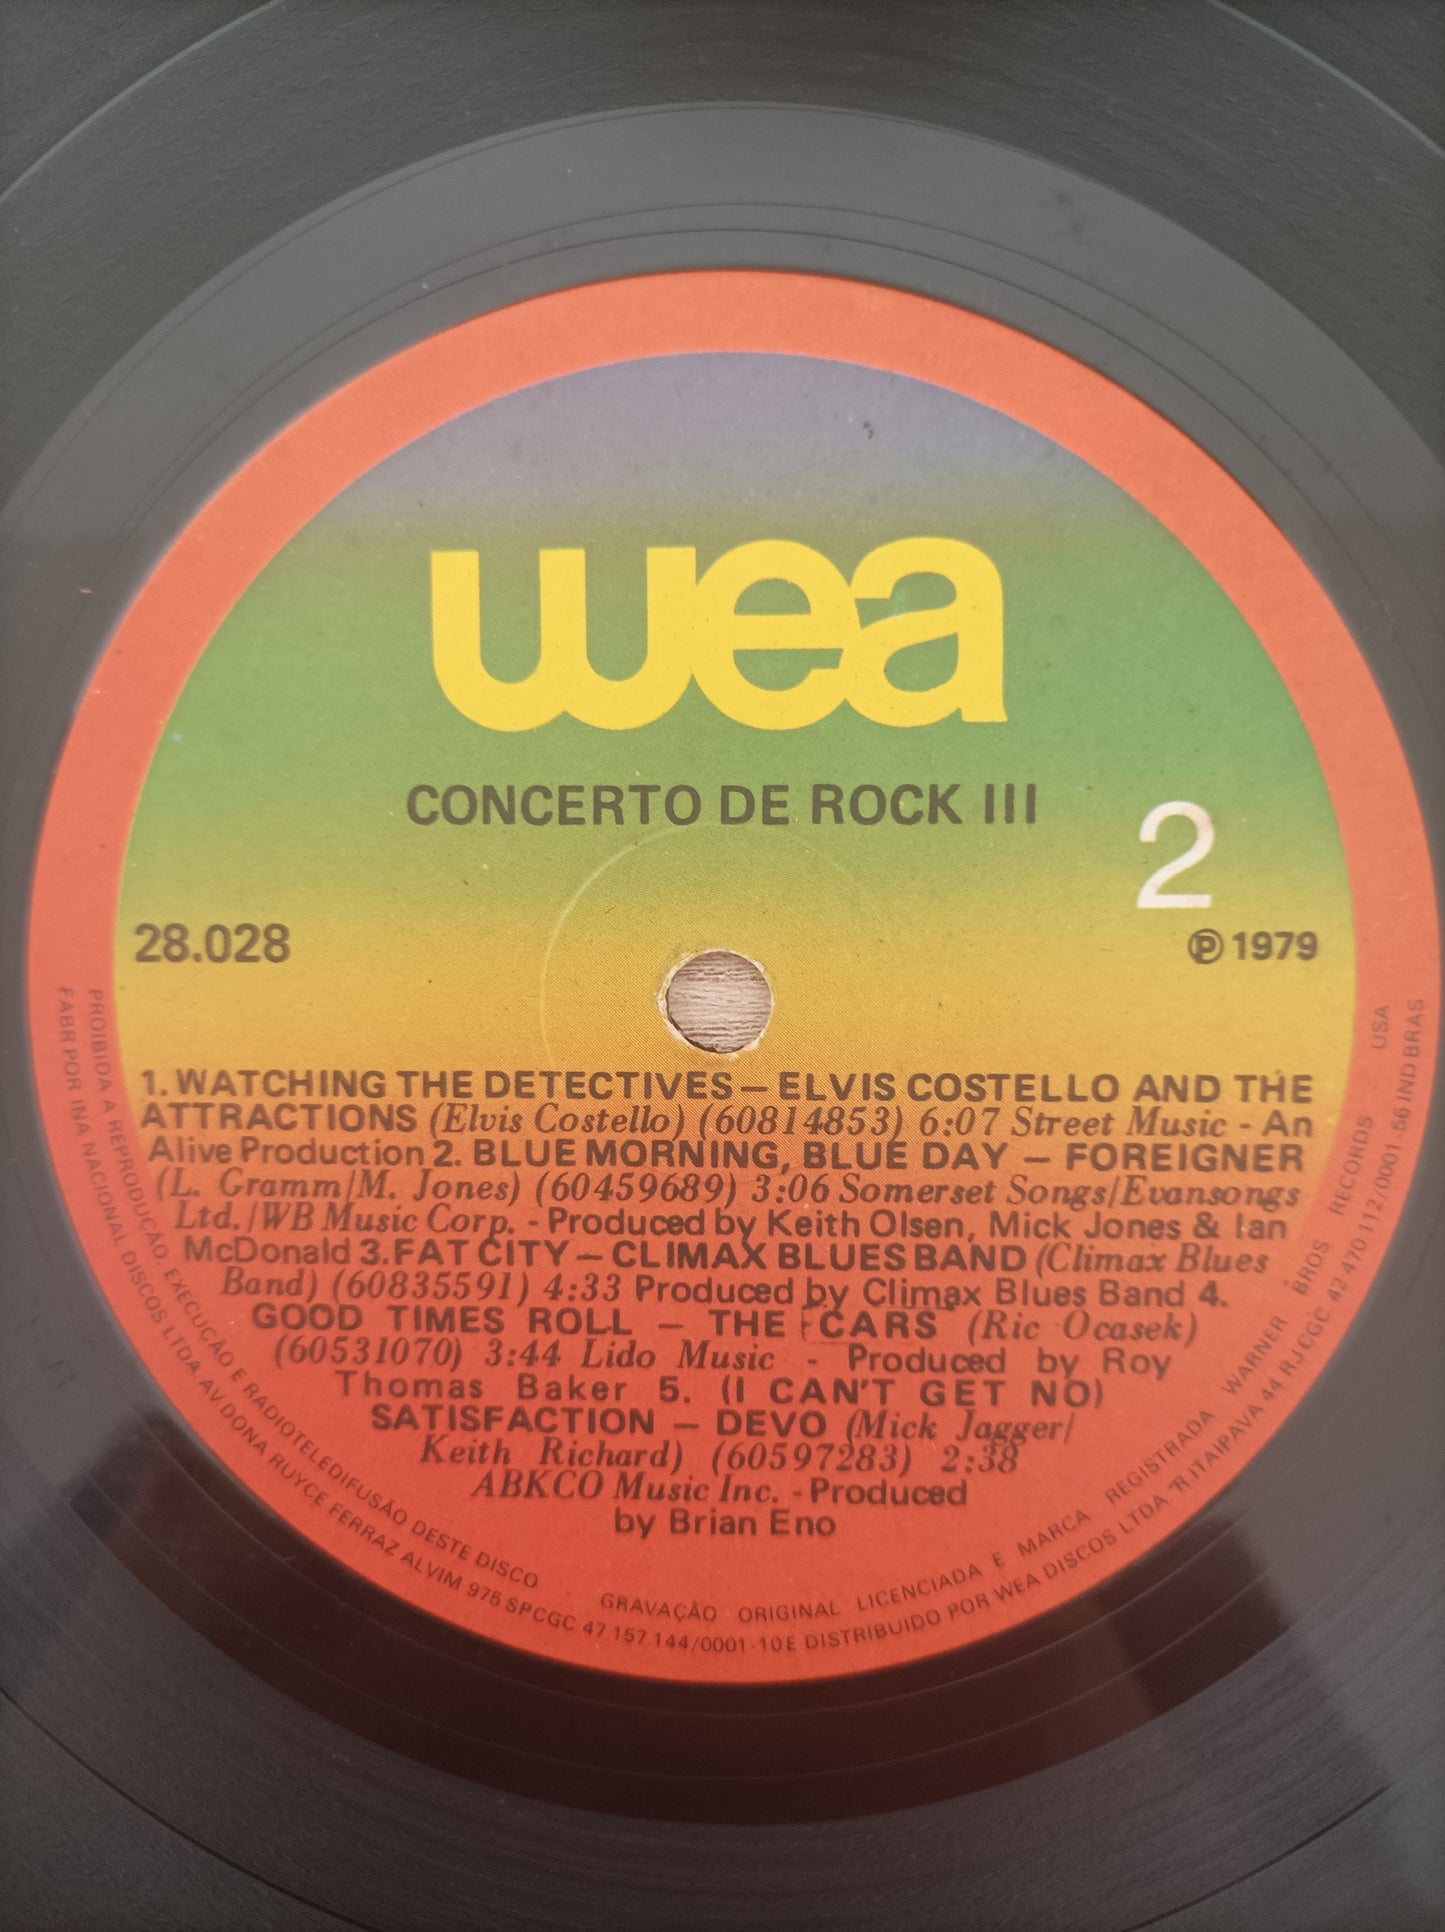 wea
CONCERTO DE ROCK III
2
28.028
℗ 1979
1. WATCHING THE DETECTIVES – ELVIS COSTELLO AND THE
ATTRACTIONS (Elvis Costello) (60814853) 6:07 Street Music - An
Alive Production 2. BLUE MORNING, BLUE DAY – FOREIGNER
(L. Gramm/M. Jones) (60459689) 3:06 Somerset Songs/Evansongs
Ltd./WB Music Corp. - Produced by Keith Olsen, Mick Jones & Ian
McDonald 3.FAT CITY – CLIMAX BLUES BAND (Climax Blues
Band) (60835591) 4:33 Produced by Climax Blues Band 4.
GOOD TIMES ROLL – THE CARS (Ric Ocasek)
(60531070) 3:44 Lido Music - Produced by Roy
Thomas Baker 5. (I CAN'T GET NO)
SATISFACTION – DEVO (Mick Jagger/
Keith Richard) (60597283) 2:38
ABKCO Music Inc. - Produced
by Brian Eno
PROIBIDA A REPRODUÇÃO, EXECUÇÃO E RADIOTELEDIFUSÃO DESTE DISCO
GRAVAÇÃO ORIGINAL LICENCIADA E MARCA REGISTRADA WARNER BROS RECORDS USA
FABR POR INA NACIONAL DISCOS LTDA. AV. DONA RUYCE FERRAZ ALVIM 975 SPCGC 47.157.144/0001-10 E DISTRIBUIDO POR WEA DISCOS LTDA R.ITAIPAVA 44 RJCGC. 42 470 112/0001-56 IND BRAS